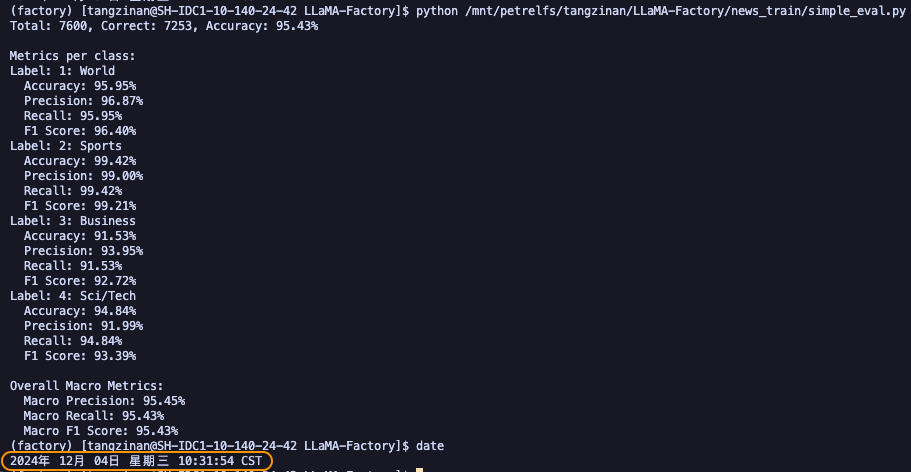 (factory) [tangzinan@SH-IDC1-10-140-24-42 LLaMA-Factory]$ python /mnt/petrelfs/tangzinan/LLaMA-Factory/news_train/simple_eval.py
Total: 7600, Correct: 7253, Accuracy: 95.43%
Metrics per class:
Label: 1: World
Accuracy: 95.95%
Precision: 96.87%
Recall: 95.95%
F1 Score: 96.40%
Label: 2: Sports
Accuracy: 99.42%
Precision: 99.00%
Recall: 99.42%
F1 Score: 99.21%
Label: 3: Business
Accuracy: 91.53%
Precision: 93.95%
Recall: 91.53%
F1 Score: 92.72%
Label: 4: Sci/Tech
Accuracy: 94.84%
Precision: 91.99%
Recall: 94.84%
F1 Score: 93.39%
Overall Macro Metrics:
Macro Precision: 95.45%
Macro Recall: 95.43%
Macro F1 Score: 95.43%
(factory) [tangzinan@SH-IDC1-10-140-24-42 LLaMA-Factory]$ date
2024年 12月 04日 星期三 10:31:54 CST